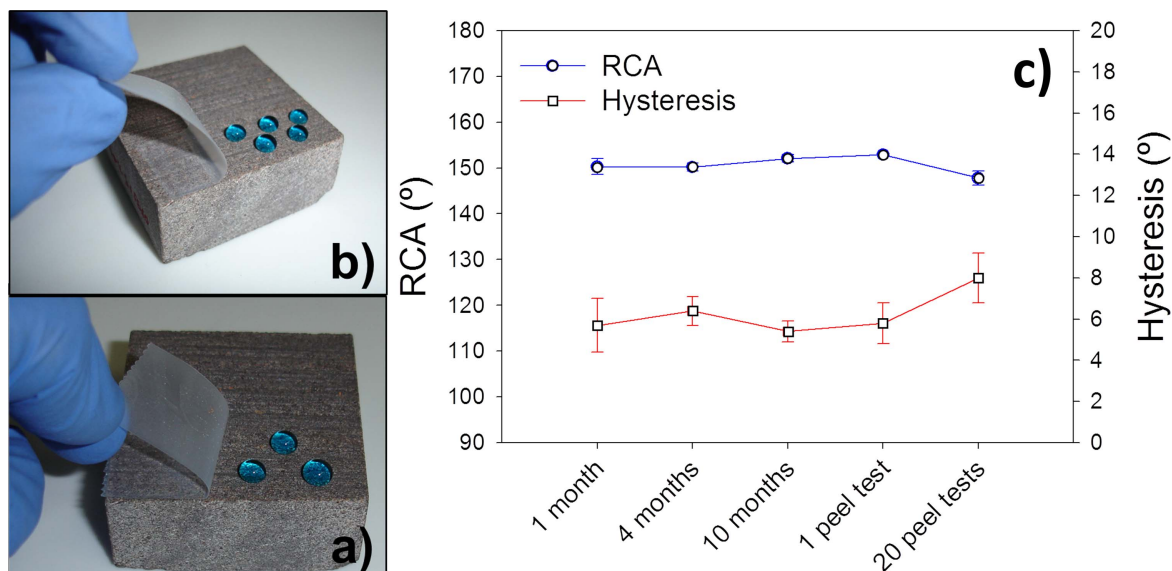 b)
a)
c)
RCA
Hysteresis
RCA (º)
180
170
160
150
140
130
120
110
100
90
Hysteresis (º)
20
18
16
14
12
10
8
6
4
2
0
1 month
4 months
10 months
1 peel test
20 peel tests